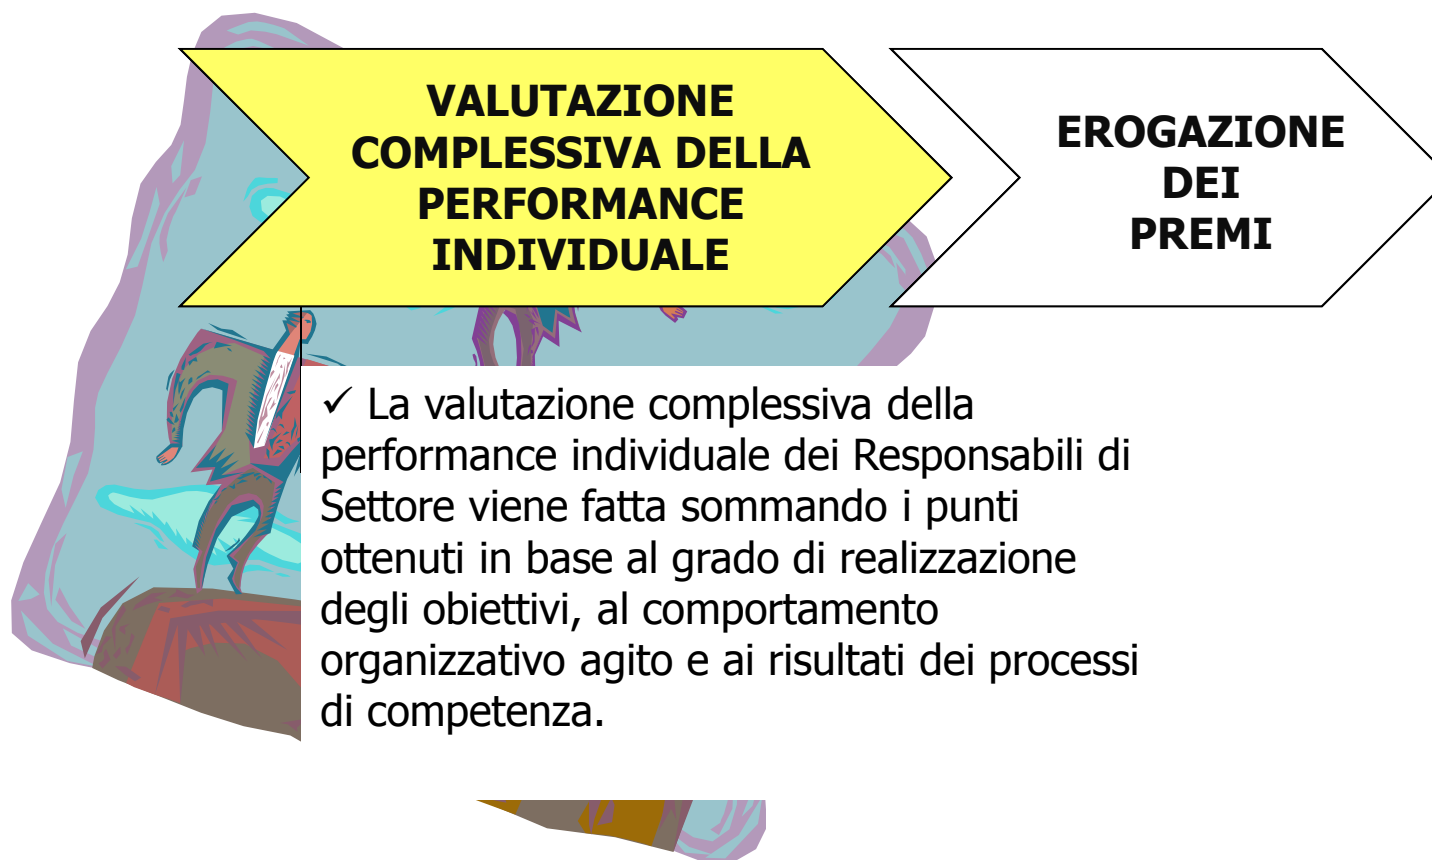 VALUTAZIONE
COMPLESSIVA DELLA
PERFORMANCE
INDIVIDUALE
EROGAZIONE
DEI
PREMI
✓ La valutazione complessiva della
performance individuale dei Responsabili di
Settore viene fatta sommando i punti
ottenuti in base al grado di realizzazione
degli obiettivi, al comportamento
organizzativo agito e ai risultati dei processi
di competenza.